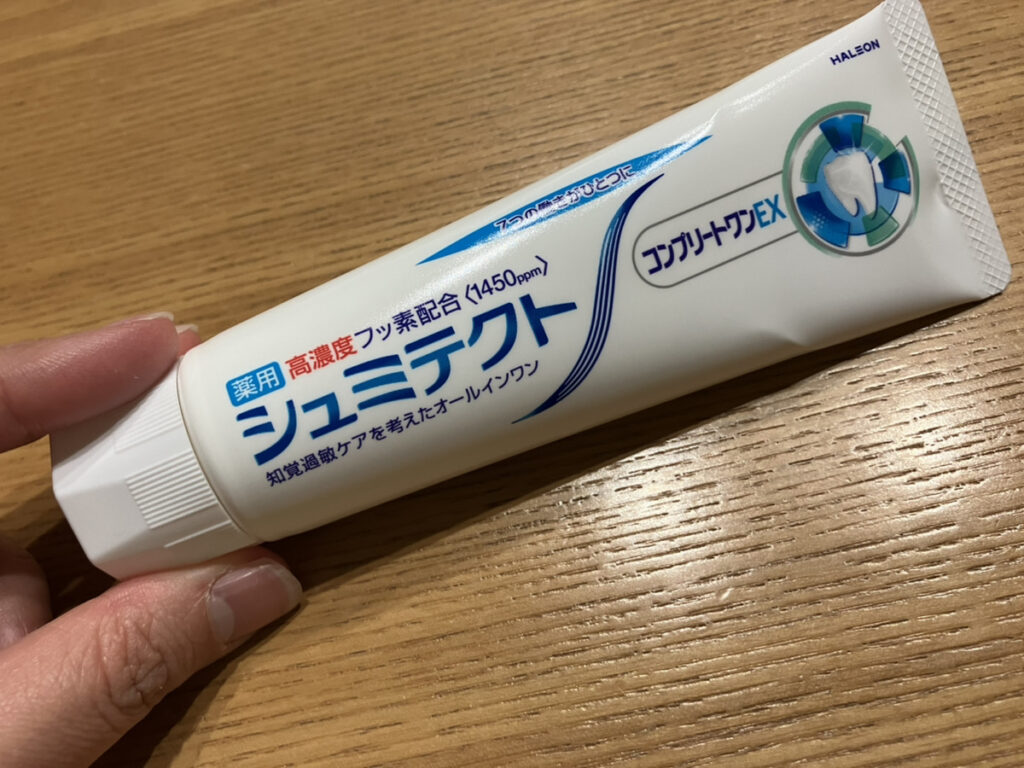 HALEON
7つの働きがひとつに
薬用 高濃度フッ素配合〈1450ppm〉
シュミテクト
知覚過敏ケアを考えたオールインワン
コンプリートワンEX